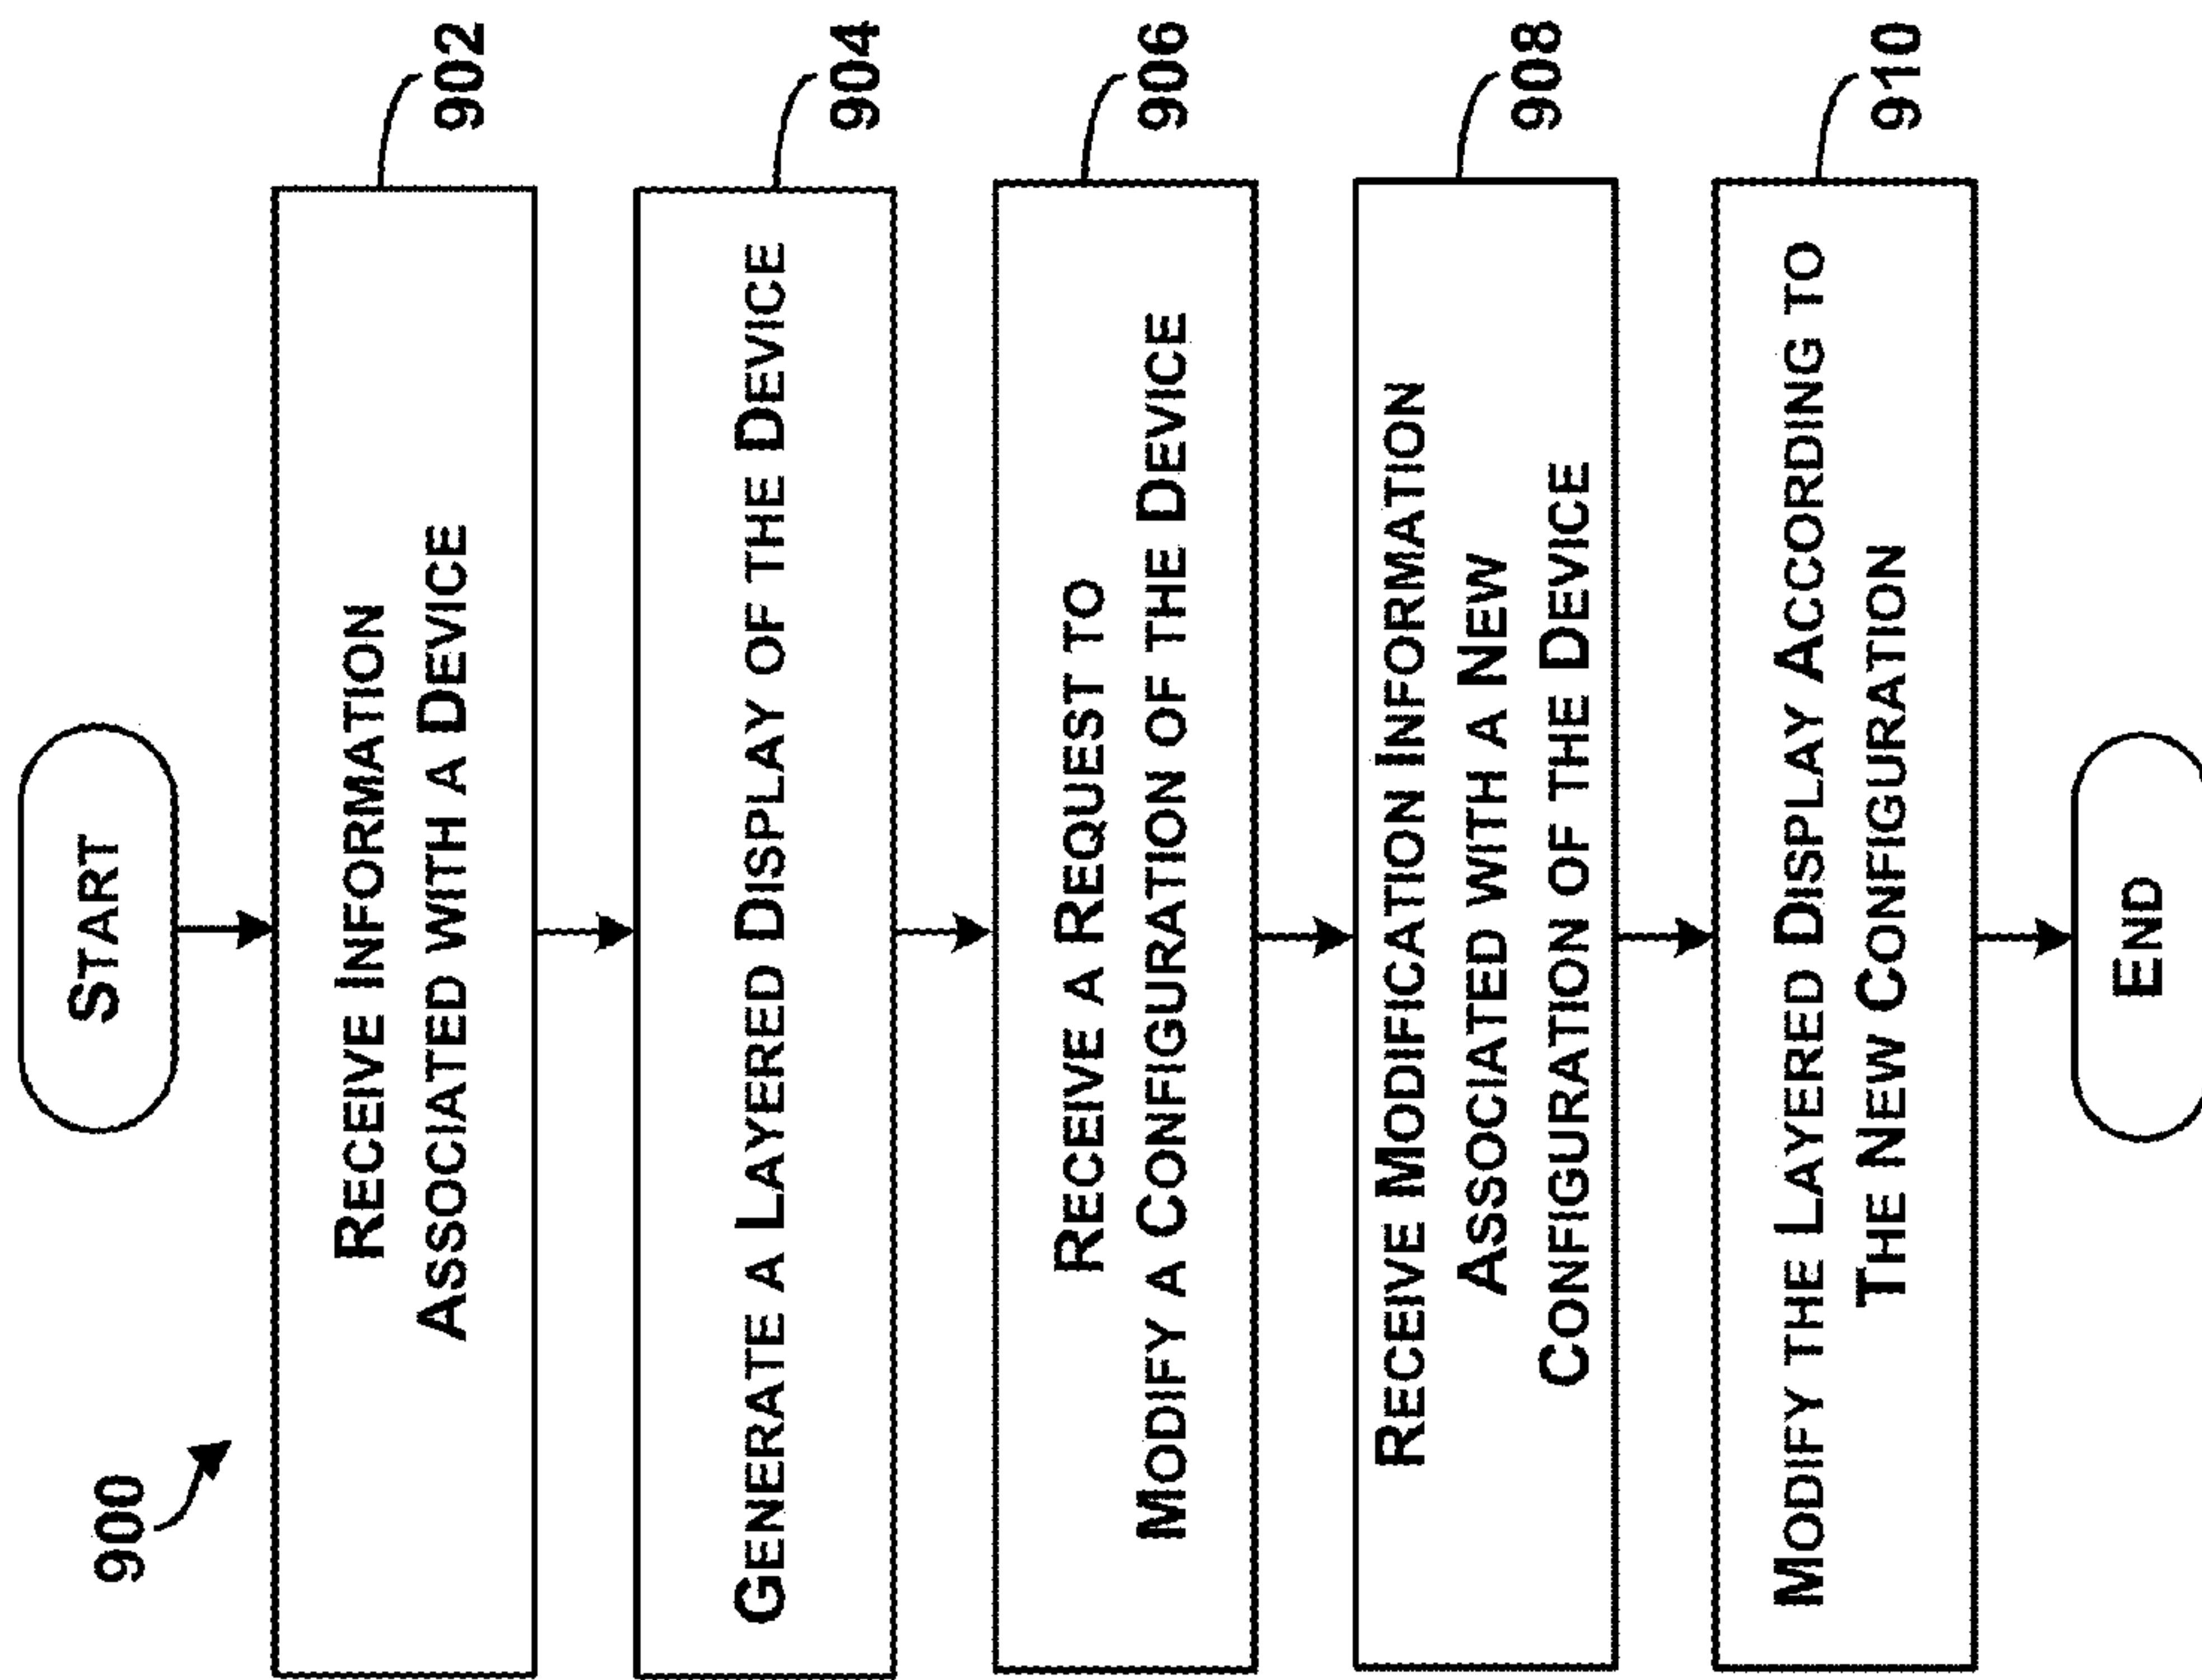 900
START
RECEIVE INFORMATION
ASSOCIATED WITH A DEVICE
902
GENERATE A LAYERED DISPLAY OF THE DEVICE
904
RECEIVE A REQUEST TO
MODIFY A CONFIGURATION OF THE DEVICE
906
RECEIVE MODIFICATION INFORMATION
ASSOCIATED WITH A NEW
CONFIGURATION OF THE DEVICE
908
MODIFY THE LAYERED DISPLAY ACCORDING TO
THE NEW CONFIGURATION
910
END